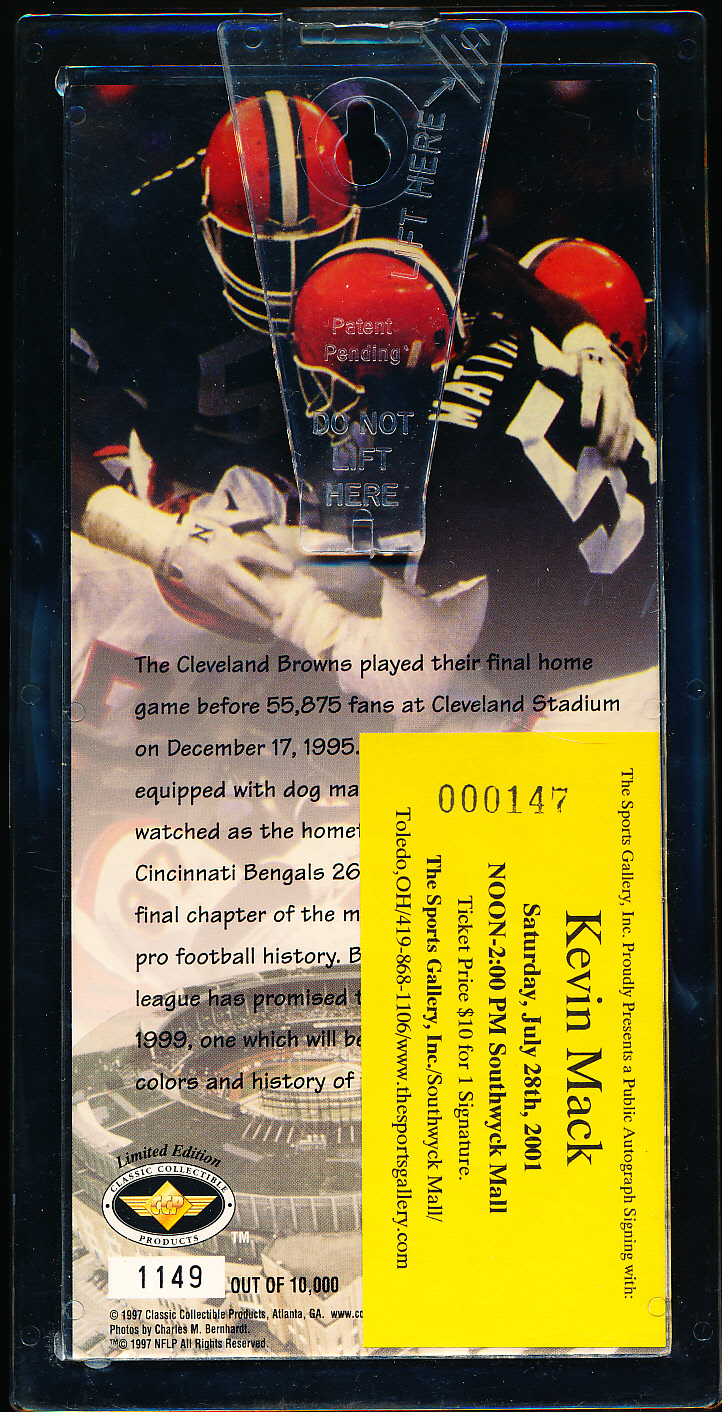 LIFT HERE
Patent
Pending
DO NOT
LIFT
HERE
N
The Cleveland Browns played their final home
game before 55,875 fans at Cleveland Stadium
on December 17, 1995.
equipped with dog ma
watched as the homet
Cincinnati Bengals 26
final chapter of the m
pro football history. B
league has promised t
1999, one which will be
colors and history of
The Sports Gallery, Inc. Proudly Presents a Public Autograph Signing with:
Kevin Mack
Saturday, July 28th, 2001
NOON-2:00 PM Southwyck Mall
Ticket Price $10 for 1 Signature.
The Sports Gallery, Inc./Southwyck Mall/
Toledo,OH/419-868-1106/www.thesportsgallery.com
000147
Limited Edition
CLASSIC COLLECTIBLE
CCP
PRODUCTS
TM
1149 OUT OF 10,000
© 1997 Classic Collectible Products, Atlanta, GA. www.cc
Photos by Charles M. Bernhardt.
™© 1997 NFLP All Rights Reserved.